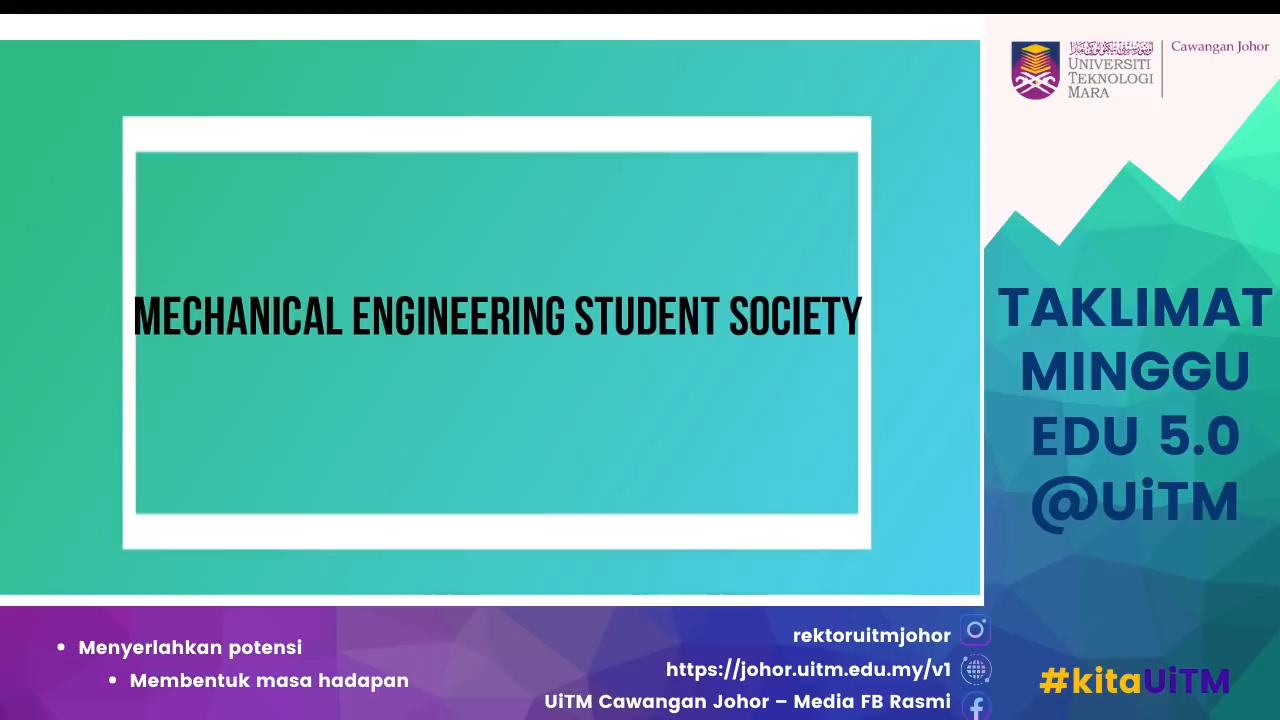 MECHANICAL ENGINEERING STUDENT SOCIETY
UNIVERSITI
TEKNOLOGI
MARA
Cawangan Johor
TAKLIMAT
MINGGU
EDU 5.0
@UiTM
• Menyerlahkan potensi
• Membentuk masa hadapan
rektoruitmjohor
https://johor.uitm.edu.my/v1
UiTM Cawangan Johor – Media FB Rasmi
#kitaUiTM